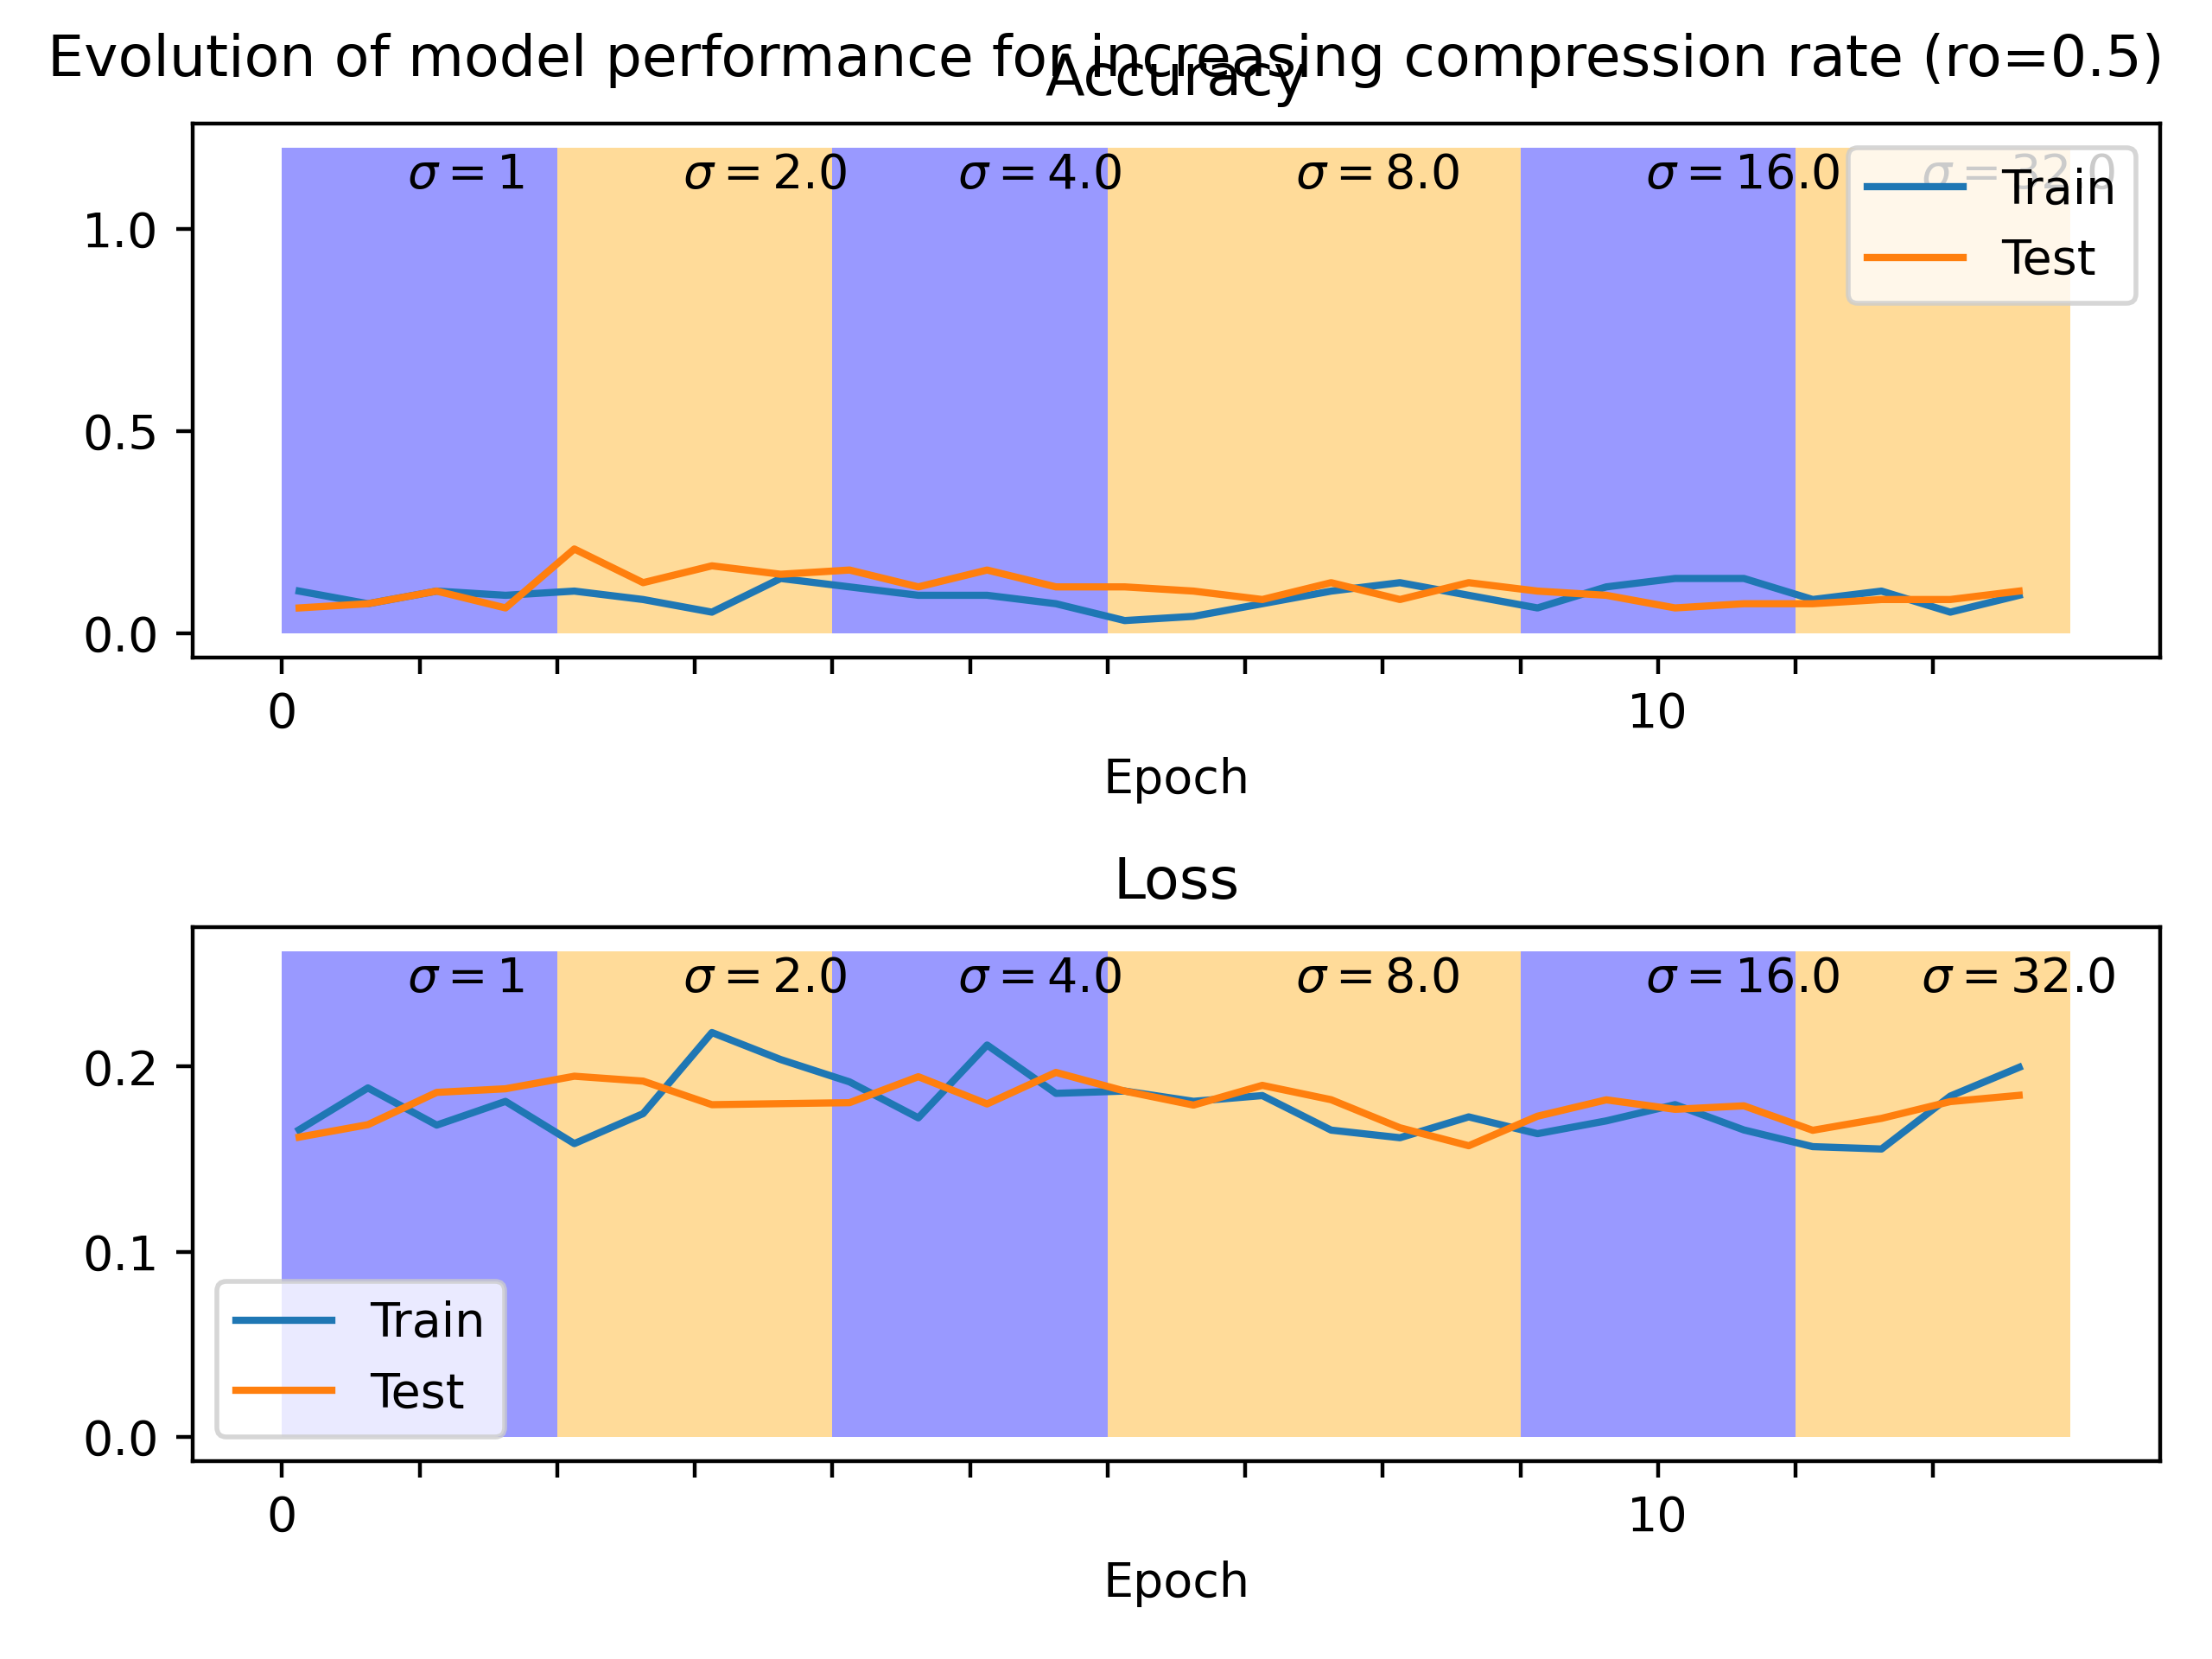 Evolution of model performance for increasing compression rate (ro=0.5)
Accuracy
σ = 1 σ = 2.0 σ = 4.0 σ = 8.0 σ = 16.0 σ = 32.0
Train
Test
1.0
0.5
0.0
0 10
Epoch
Loss
σ = 1 σ = 2.0 σ = 4.0 σ = 8.0 σ = 16.0 σ = 32.0
0.2
0.1
0.0
Train
Test
0 10
Epoch